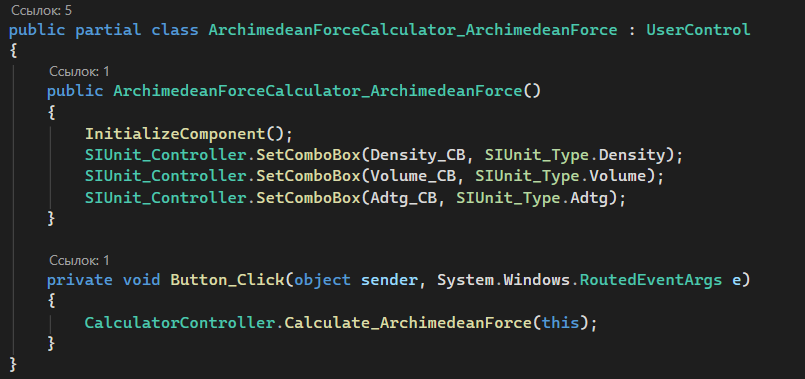 Ссылок: 5
public partial class ArchimedeanForceCalculator_ArchimedeanForce : UserControl
{
Ссылок: 1
public ArchimedeanForceCalculator_ArchimedeanForce()
{
InitializeComponent();
SIUnit_Controller.SetComboBox(Density_CB, SIUnit_Type.Density);
SIUnit_Controller.SetComboBox(Volume_CB, SIUnit_Type.Volume);
SIUnit_Controller.SetComboBox(Adtg_CB, SIUnit_Type.Adtg);
}
Ссылок: 1
private void Button_Click(object sender, System.Windows.RoutedEventArgs e)
{
CalculatorController.Calculate_ArchimedeanForce(this);
}
}